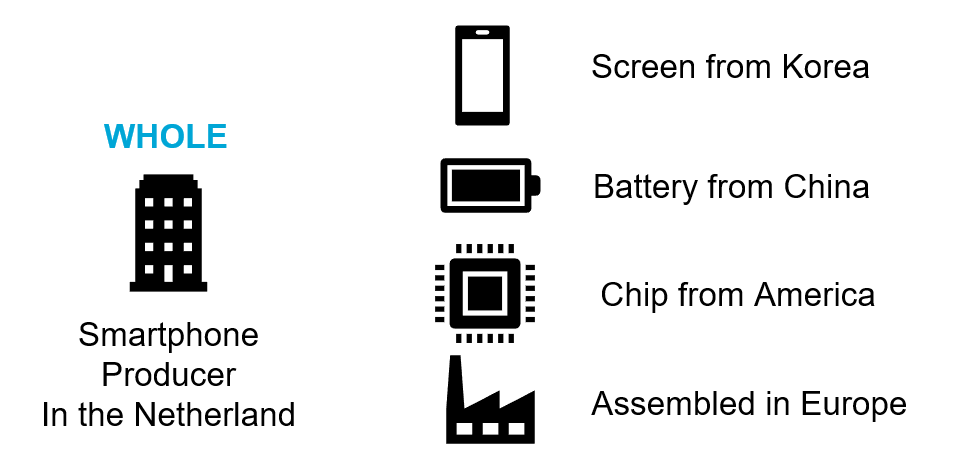 WHOLE
Smartphone
Producer
In the Netherland
Screen from Korea
Battery from China
Chip from America
Assembled in Europe